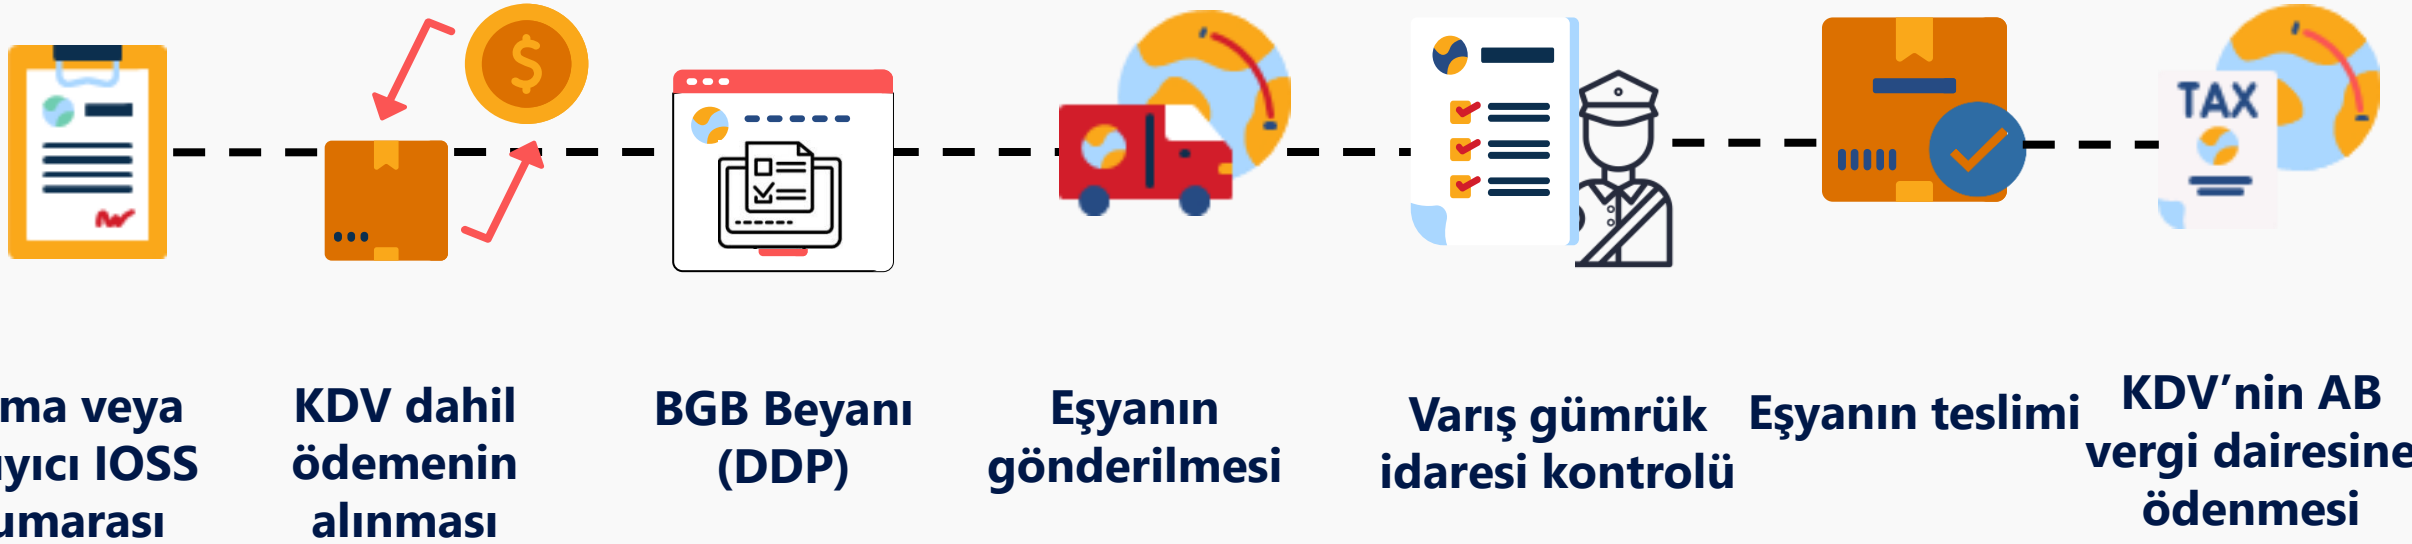 TAX
ma veya
yıcı IOSS
umarası
KDV dahil
ödemenin
alınması
BGB Beyanı
(DDP)
Eşyanın
gönderilmesi
Varış gümrük
idaresi kontrolü
Eşyanın teslimi
KDV’nin AB
vergi dairesine
ödenmesi